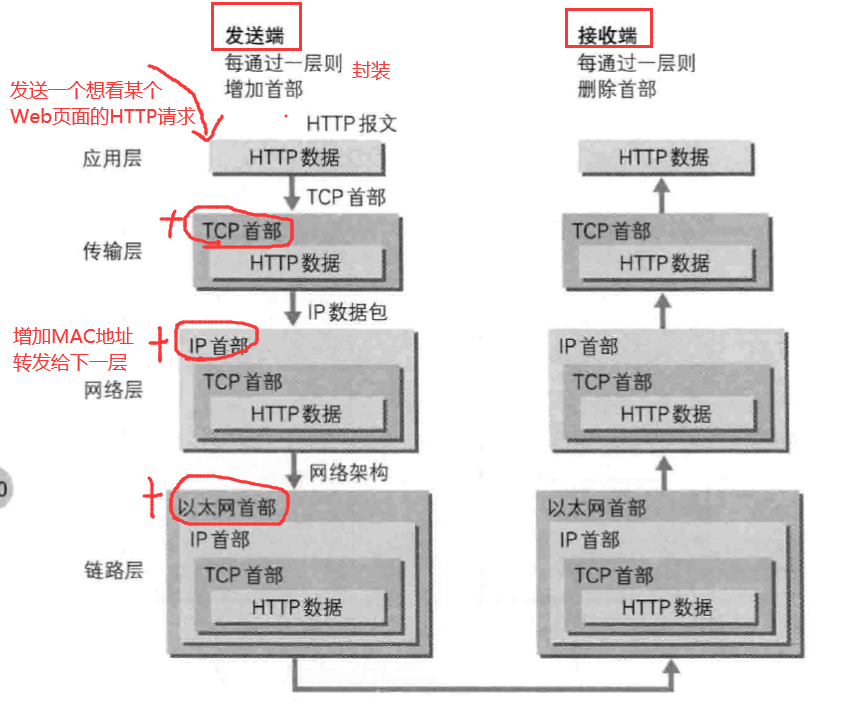 发送端
每通过一层则
增加首部
封装
接收端
每通过一层则
删除首部
发送一个想看某个
Web页面的HTTP请求
HTTP 报文
应用层
HTTP 数据
HTTP 数据
TCP 首部
传输层
TCP 首部
HTTP 数据
TCP 首部
HTTP 数据
IP 数据包
增加MAC地址
转发给下一层
网络层
IP 首部
TCP 首部
HTTP 数据
IP 首部
TCP 首部
HTTP 数据
网络架构
链路层
以太网首部
IP 首部
TCP 首部
HTTP 数据
以太网首部
IP 首部
TCP 首部
HTTP 数据